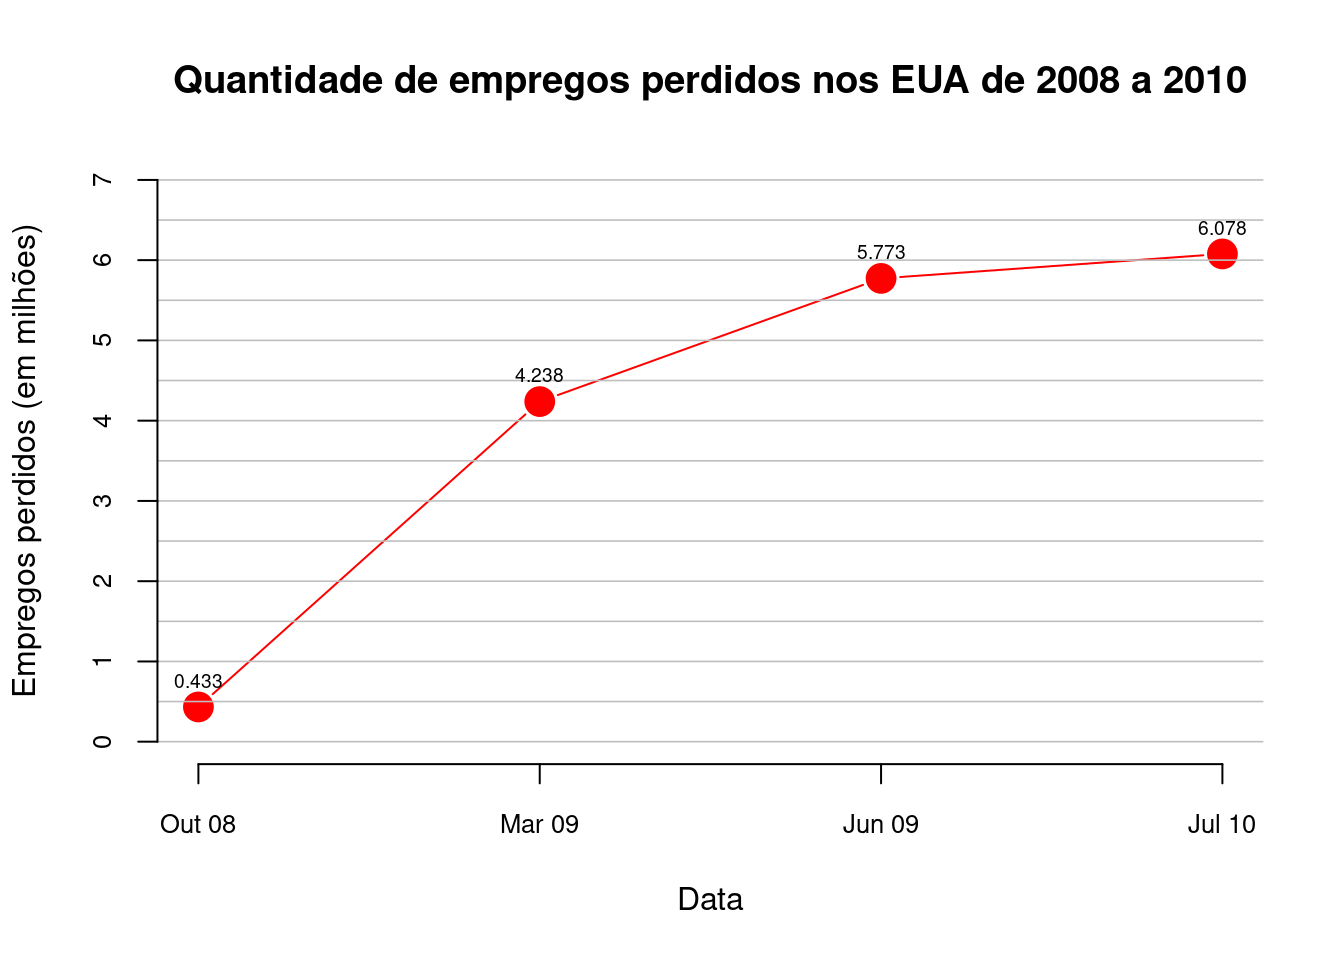 Quantidade de empregos perdidos nos EUA de 2008 a 2010
Empregos perdidos (em milhões)
7
6
5
4
3
2
1
0
0.433
4.238
5.773
6.078
Out 08
Mar 09
Jun 09
Jul 10
Data